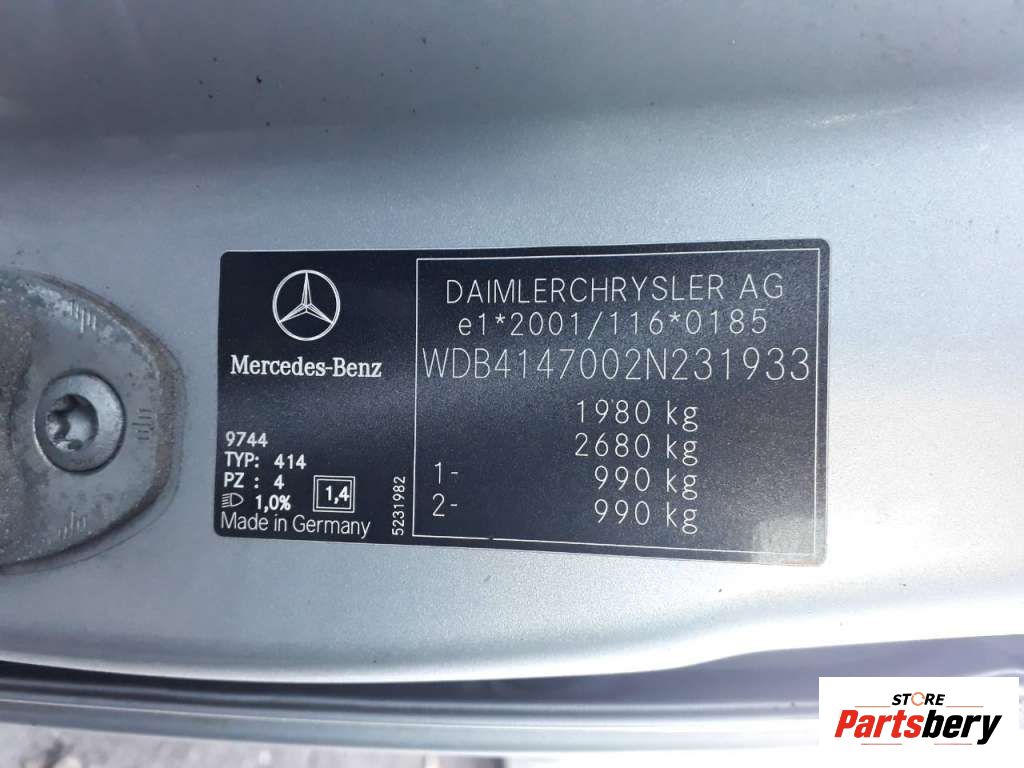 Mercedes-Benz
9744
TYP: 414
PZ : 4
1,0%
1,4
Made in Germany
5231982
DAIMLERCHRYSLER AG
e1*2001/116*0185
WDB4147002N231933
1980 kg
2680 kg
1- 990 kg
2- 990 kg
STORE
Partsbery